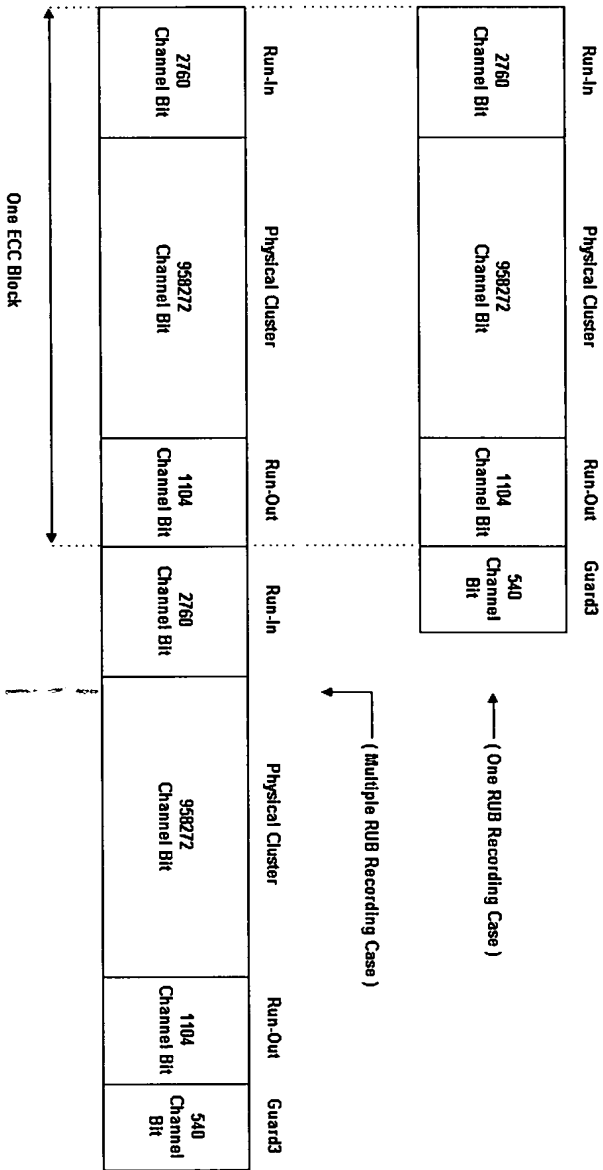 Run-In
Physical Cluster
Run-Out
Guard3
2760
Channel Bit
958272
Channel Bit
1104
Channel Bit
540
Channel
Bit
( One RUB Recording Case )
( Multiple RUB Recording Case )
Run-In
Physical Cluster
Run-Out
Run-In
Physical Cluster
Run-Out
Guard3
2760
Channel Bit
958272
Channel Bit
1104
Channel Bit
2760
Channel Bit
958272
Channel Bit
1104
Channel Bit
540
Channel
Bit
One ECC Block